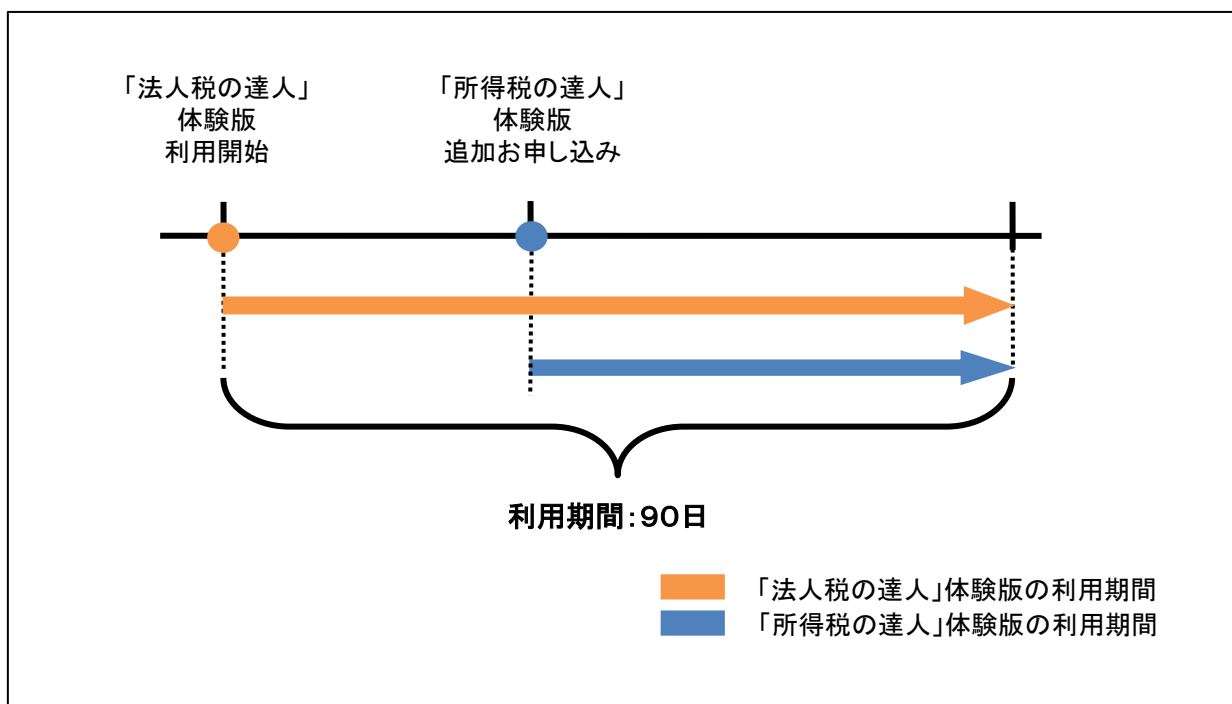 「法人税の達人」
体験版
利用開始
「所得税の達人」
体験版
追加お申し込み
利用期間:90日
「法人税の達人」体験版の利用期間
「所得税の達人」体験版の利用期間